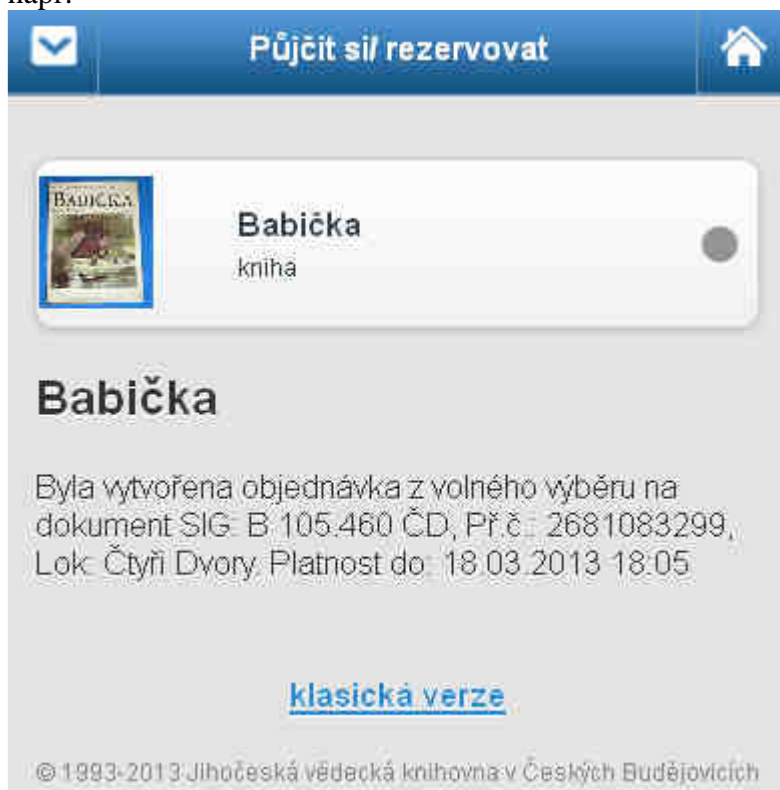 např.
Půjčit si/ rezervovat
BABIČKA
Babička
kniha
Babička
Byla vytvořena objednávka z volného výběru na
dokument SIG: B 105.460 ČD, Př.č.: 2681083299,
Lok: Čtyři Dvory. Platnost do: 18.03.2013 18:05
klasická verze
© 1993-2013 Jihočeská vědecká knihovna v Českých Budějovicích